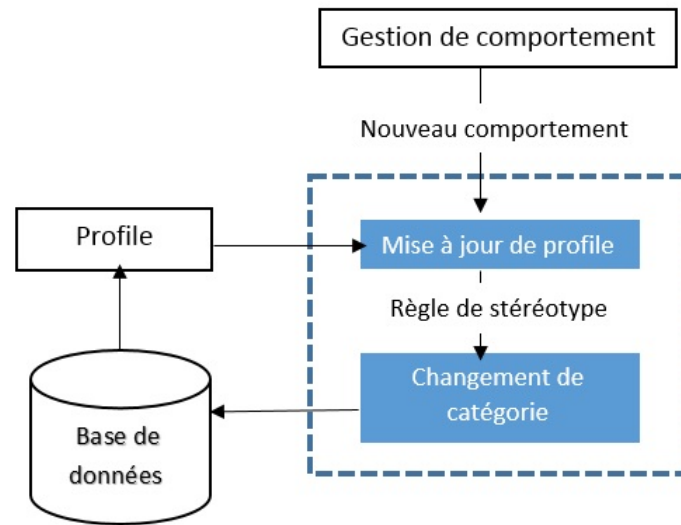 Gestion de comportement
Nouveau comportement
Profile
Mise à jour de profile
Règle de stéréotype
Changement de
catégorie
Base de
données